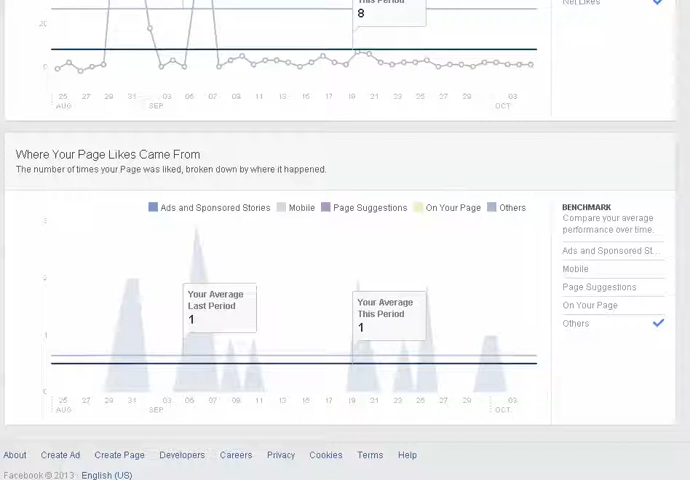 This Period
8
Net Likes
20
0
25 27 29 31 03 05 07 09 11 13 15 17 19 21 23 25 27 29 03
AUG SEP OCT
Where Your Page Likes Came From
The number of times your Page was liked, broken down by where it happened.
Ads and Sponsored Stories Mobile Page Suggestions On Your Page Others
BENCHMARK
Compare your average
performance over time.
Ads and Sponsored St...
Mobile
Page Suggestions
On Your Page
Others
3
2
1
0
Your Average
Last Period
1
Your Average
This Period
1
25 27 29 31 03 05 07 09 11 13 15 17 19 21 23 25 27 29 03
AUG SEP OCT
About Create Ad Create Page Developers Careers Privacy Cookies Terms Help
Facebook © 2013 · English (US)